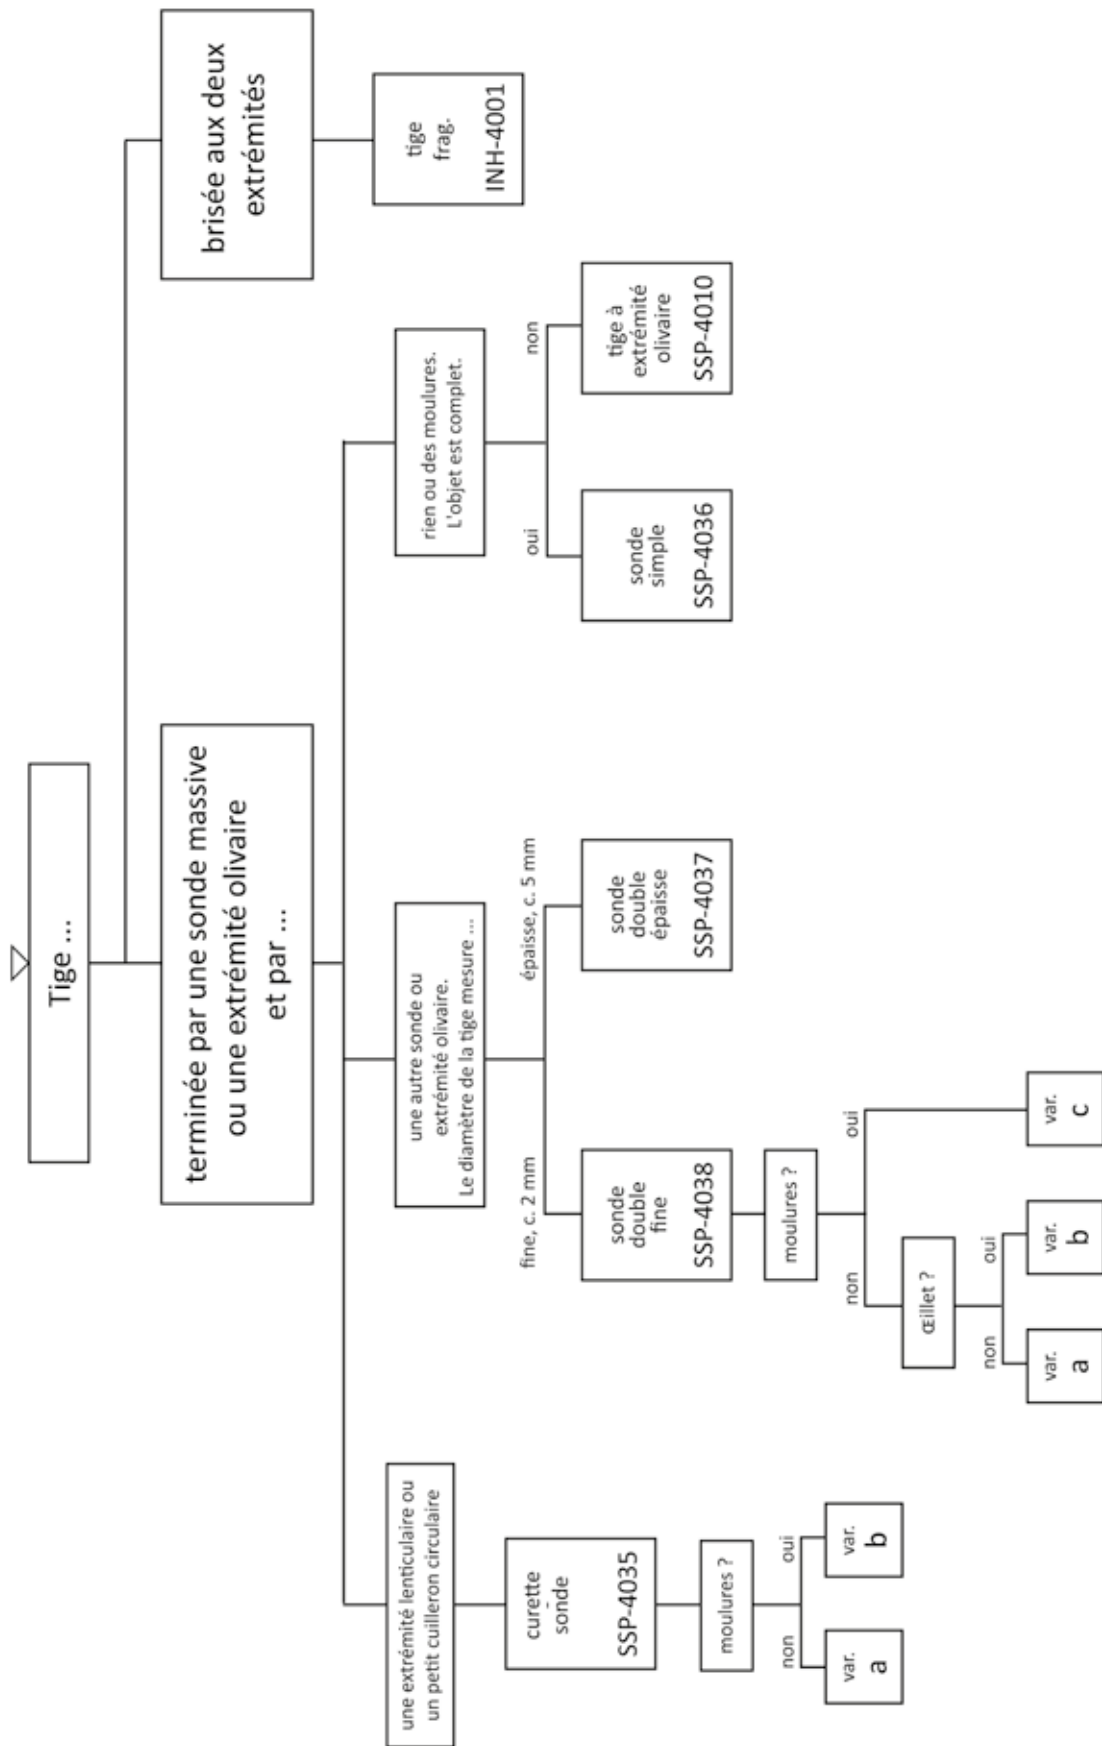 Tige ...
terminée par une sonde massive
ou une extrémité olivaire
et par ...
brisée aux deux
extrémités
tige
frag.
INH-4001
une extrémité lenticulaire ou
un petit cuilleron circulaire
curette
-
sonde
SSP-4035
moulures ?
non
oui
var.
a
var.
b
une autre sonde ou
extrémité olivaire.
Le diamètre de la tige mesure ...
fine, c. 2 mm
épaisse, c. 5 mm
sonde
double
fine
SSP-4038
moulures ?
non
oui
Œillet ?
non
oui
var.
a
var.
b
var.
c
sonde
double
épaisse
SSP-4037
rien ou des moulures.
L'objet est complet.
oui
non
sonde
simple
SSP-4036
tige à
extrémité
olivaire
SSP-4010